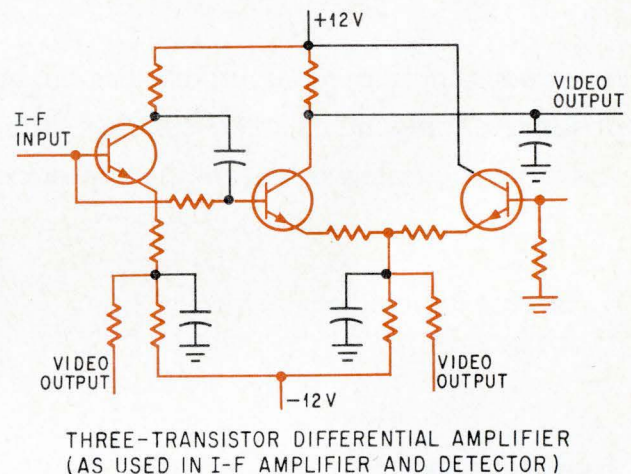 +12V
VIDEO
OUTPUT
I-F
INPUT
VIDEO
OUTPUT
VIDEO
OUTPUT
-12V
THREE-TRANSISTOR DIFFERENTIAL AMPLIFIER
(AS USED IN I-F AMPLIFIER AND DETECTOR)